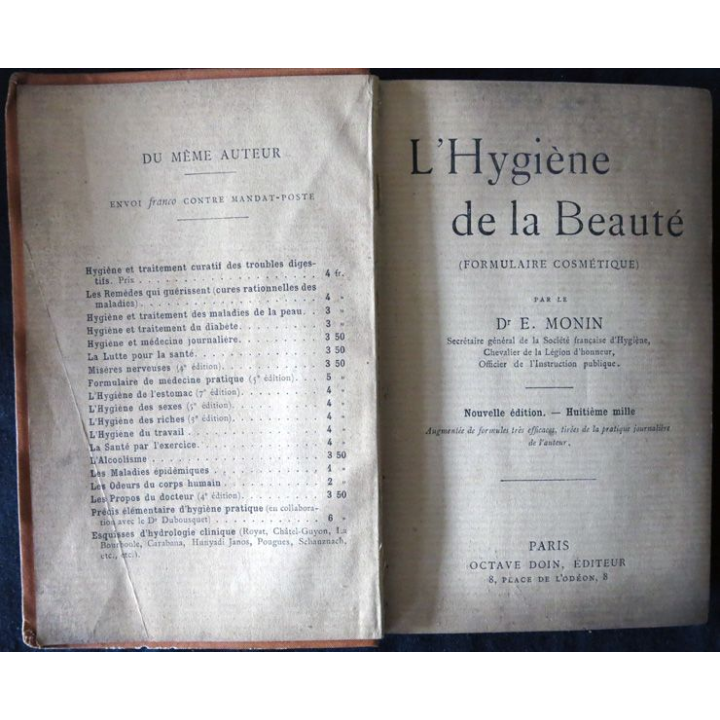 DU MÊME AUTEUR
ENVOI franco CONTRE MANDAT-POSTE
Hygiène et traitement curatif des troubles diges-
tifs. Prix . . . . . . . . . . 4 fr.
Les Remèdes qui guérissent (cures rationnelles des
maladies) . . . . . . . . . . 4 »
Hygiène et traitement des maladies de la peau. . 3 »
Hygiène et traitement du diabète. . . . . . 3 »
Hygiène et médecine journalière. . . . . . 3 50
La Lutte pour la santé. . . . . . . . 3 50
Misères nerveuses (4e édition). . . . . . 3 50
Formulaire de médecine pratique (5e édition). . . 5 »
L'Hygiène de l'estomac (7e édition). . . . . 4 »
L'Hygiène des sexes (5e édition). . . . . . 4 »
L'Hygiène des riches (5e édition). . . . . . 4 »
L'Hygiène du travail . . . . . . . . 4 »
La Santé par l'exercice. . . . . . . . 4 »
L'Alcoolisme . . . . . . . . . . 3 50
Les Maladies épidémiques . . . . . . . 1 »
Les Odeurs du corps humain . . . . . . 2 »
Les Propos du docteur (4e édition). . . . . 3 50
Précis élémentaire d'hygiène pratique (en collabora-
tion avec le Dr Dubousquet) . . . . . . 6 »
Esquisses d'hydrologie clinique (Royat, Châtel-Guyon, La
Bourboule, Carabana, Hunyadi Janos, Pougues, Schinznach,
etc., etc.).
L'Hygiène
de la Beauté
(FORMULAIRE COSMÉTIQUE)
PAR LE
Dr E. MONIN
Secrétaire général de la Société française d'Hygiène,
Chevalier de la Légion d'honneur,
Officier de l'Instruction publique.
Nouvelle édition. — Huitième mille
Augmentée de formules très efficaces, tirées de la pratique journalière
de l'auteur.
PARIS
OCTAVE DOIN, ÉDITEUR
8, PLACE DE L'ODÉON, 8